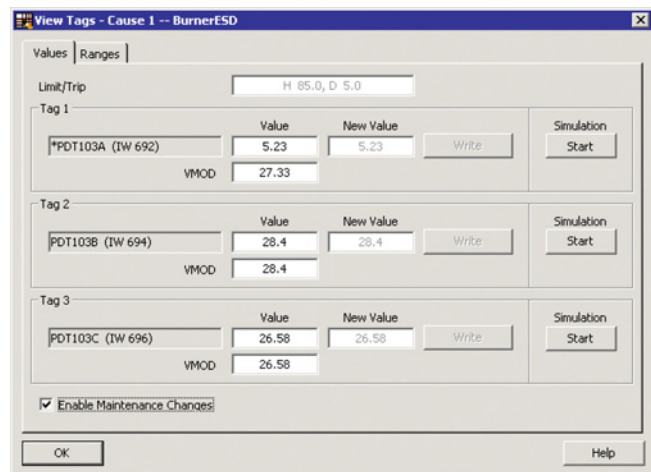 View Tags - Cause 1 -- BurnerESD
Values Ranges
Limit/Trip H 85.0, D 5.0
Tag 1
Value New Value Simulation
*PDT103A (IW 692) 5.23 5.23 Write Start
VMOD 27.33
Tag 2
Value New Value Simulation
PDT103B (IW 694) 28.4 28.4 Write Start
VMOD 28.4
Tag 3
Value New Value Simulation
PDT103C (IW 696) 26.58 26.58 Write Start
VMOD 26.58
Enable Maintenance Changes
OK Help